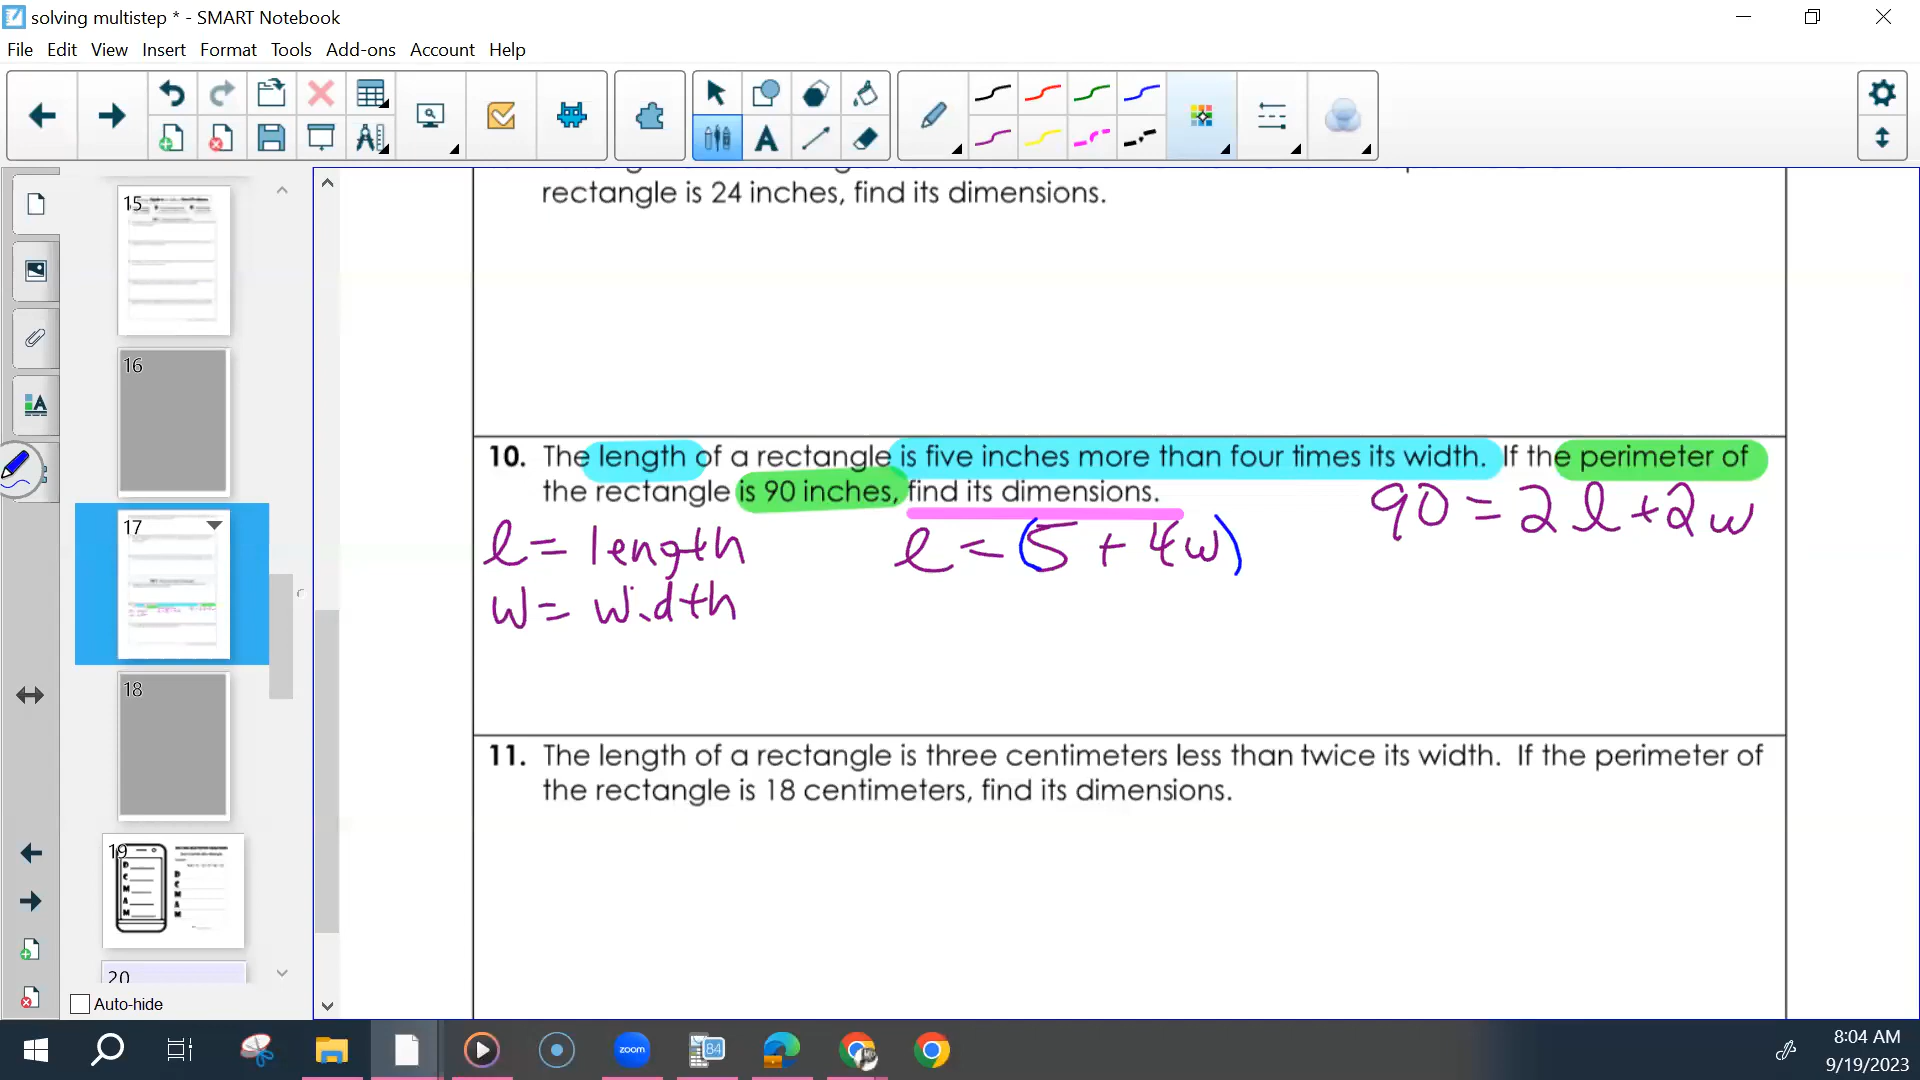 solving multistep * - SMART Notebook
File Edit View Insert Format Tools Add-ons Account Help
15
16
17
18
19
D
C
M
A
M
D
C
M
A
M
20
Auto-hide
rectangle is 24 inches, find its dimensions.
10. The length of a rectangle is five inches more than four times its width. If the perimeter of
the rectangle is 90 inches, find its dimensions.
90 = 2l + 2w
l = length
l = (5 + 4w)
w = width
11. The length of a rectangle is three centimeters less than twice its width. If the perimeter of
the rectangle is 18 centimeters, find its dimensions.
zoom
84
8:04 AM
9/19/2023